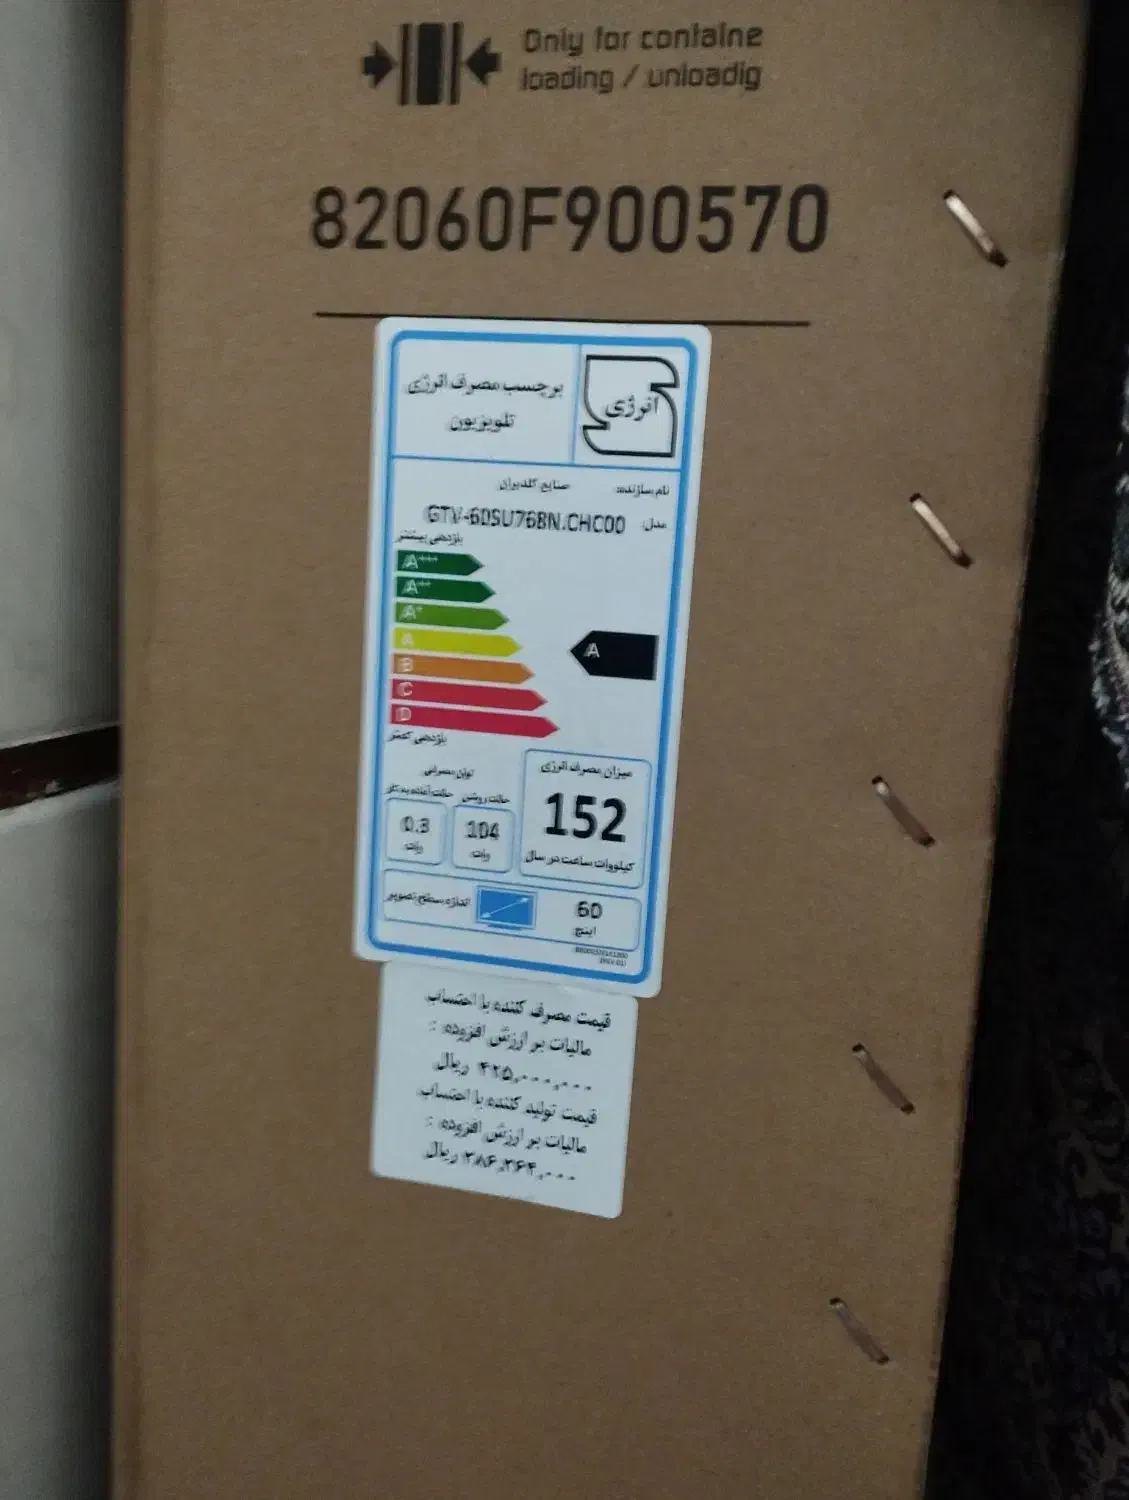 Only for containe
loading / unloadig
82060F900570
برچسب مصرف انرژی
تلویزیون
انرژی
نام سازنده: صنایع گلدیران
مدل: GTV-60SU768N.CHC00
بازدهی بیشتر
A+++
A++
A+
A
B
C
D
A
بازدهی کمتر
توان مصرفی
حالت روشن
104
وات
حالت آماده به کار
0.3
وات
میزان مصرف انرژی
152
کیلووات ساعت در سال
اندازه سطح تصویر
60
اینچ
قیمت مصرف کننده با احتساب
مالیات بر ارزش افزوده :
۴۲۵,۰۰۰,۰۰۰ ریال
قیمت تولید کننده با احتساب
مالیات بر ارزش افزوده :
۳۸۶,۳۶۴,۰۰۰ ریال